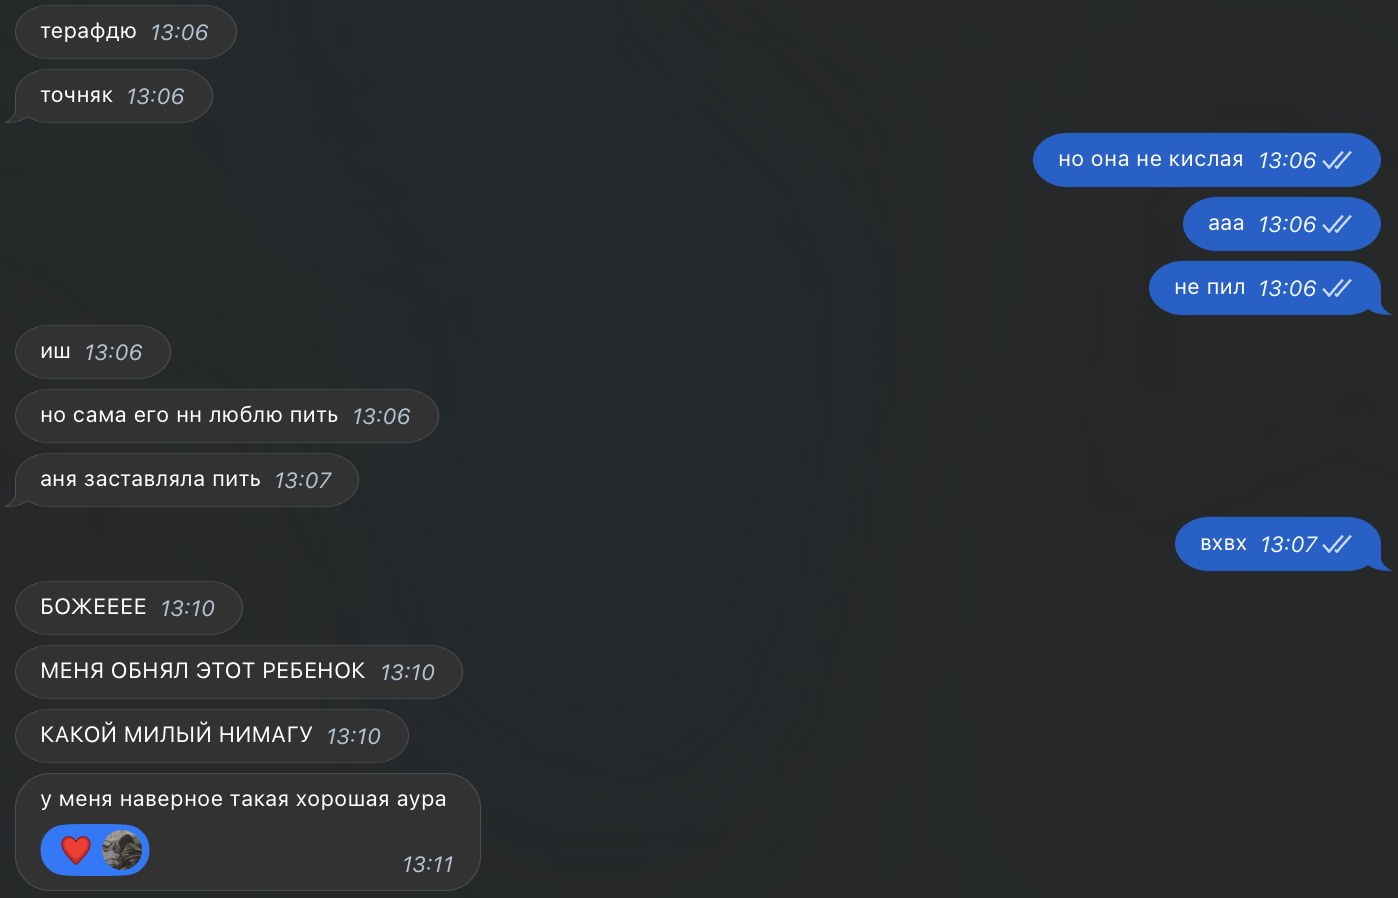 терафдю 13:06
точняк 13:06
но она не кислая 13:06
ааа 13:06
не пил 13:06
иш 13:06
но сама его нн люблю пить 13:06
аня заставляла пить 13:07
вхвх 13:07
БОЖЕЕЕЕ 13:10
МЕНЯ ОБНЯЛ ЭТОТ РЕБЕНОК 13:10
КАКОЙ МИЛЫЙ НИМАГУ 13:10
у меня наверное такая хорошая аура
13:11